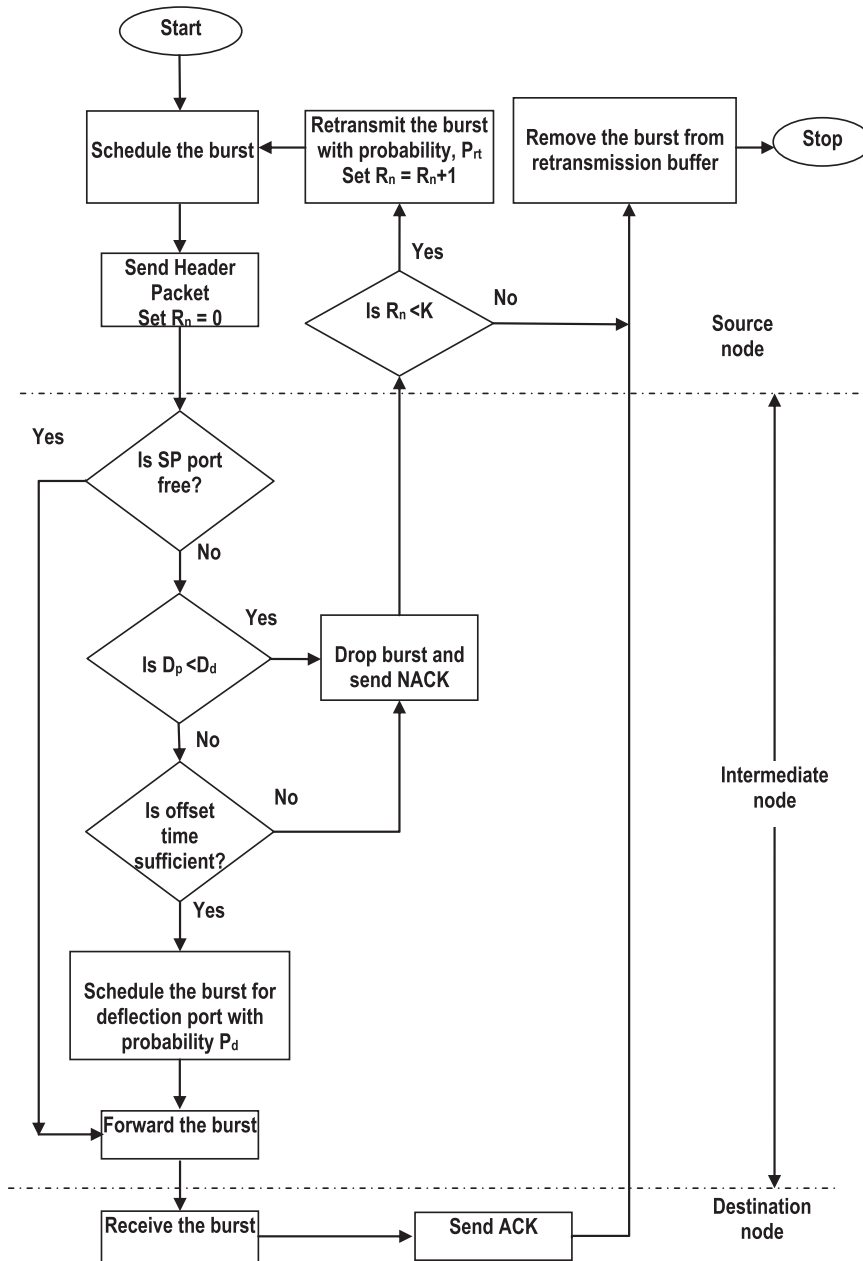 Start
Schedule the burst
Retransmit the burst
with probability, Prt
Set Rn = Rn+1
Remove the burst from
retransmission buffer
Stop
Send Header
Packet
Set Rn = 0
Yes
Is Rn <K
No
Source
node
Yes
Is SP port
free?
No
Yes
Is Dp <Dd
Drop burst and
send NACK
No
Is offset
time
sufficient?
No
Intermediate
node
Yes
Schedule the burst for
deflection port with
probability Pd
Forward the burst
Receive the burst
Send ACK
Destination
node